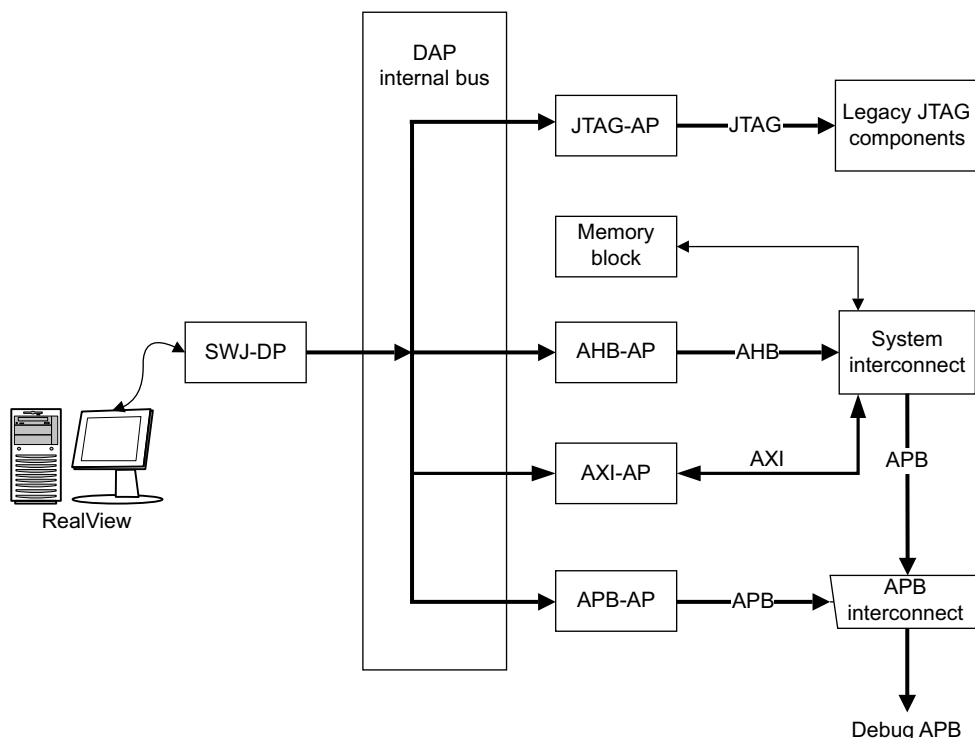 DAP
internal bus
JTAG-AP
JTAG
Legacy JTAG
components
Memory
block
SWJ-DP
AHB-AP
AHB
System
interconnect
AXI-AP
AXI
APB
RealView
APB-AP
APB
APB
interconnect
Debug APB